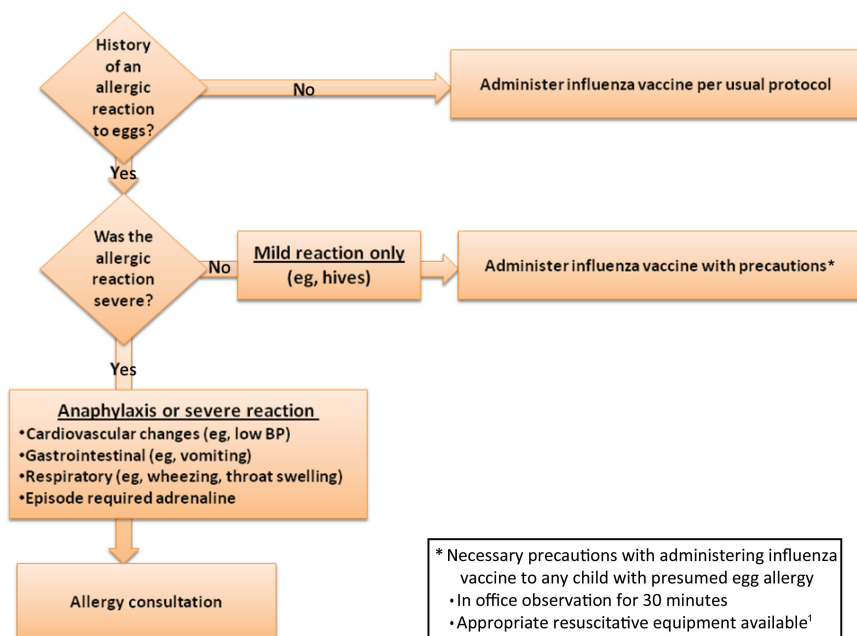 History
of an
allergic
reaction
to eggs?
No
Administer influenza vaccine per usual protocol
Yes
Was the
allergic
reaction
severe?
No
Mild reaction only
(eg, hives)
Administer influenza vaccine with precautions*
Yes
Anaphylaxis or severe reaction
•Cardiovascular changes (eg, low BP)
•Gastrointestinal (eg, vomiting)
•Respiratory (eg, wheezing, throat swelling)
•Episode required adrenaline
Allergy consultation
* Necessary precautions with administering influenza
vaccine to any child with presumed egg allergy
• In office observation for 30 minutes
• Appropriate resuscitative equipment available¹